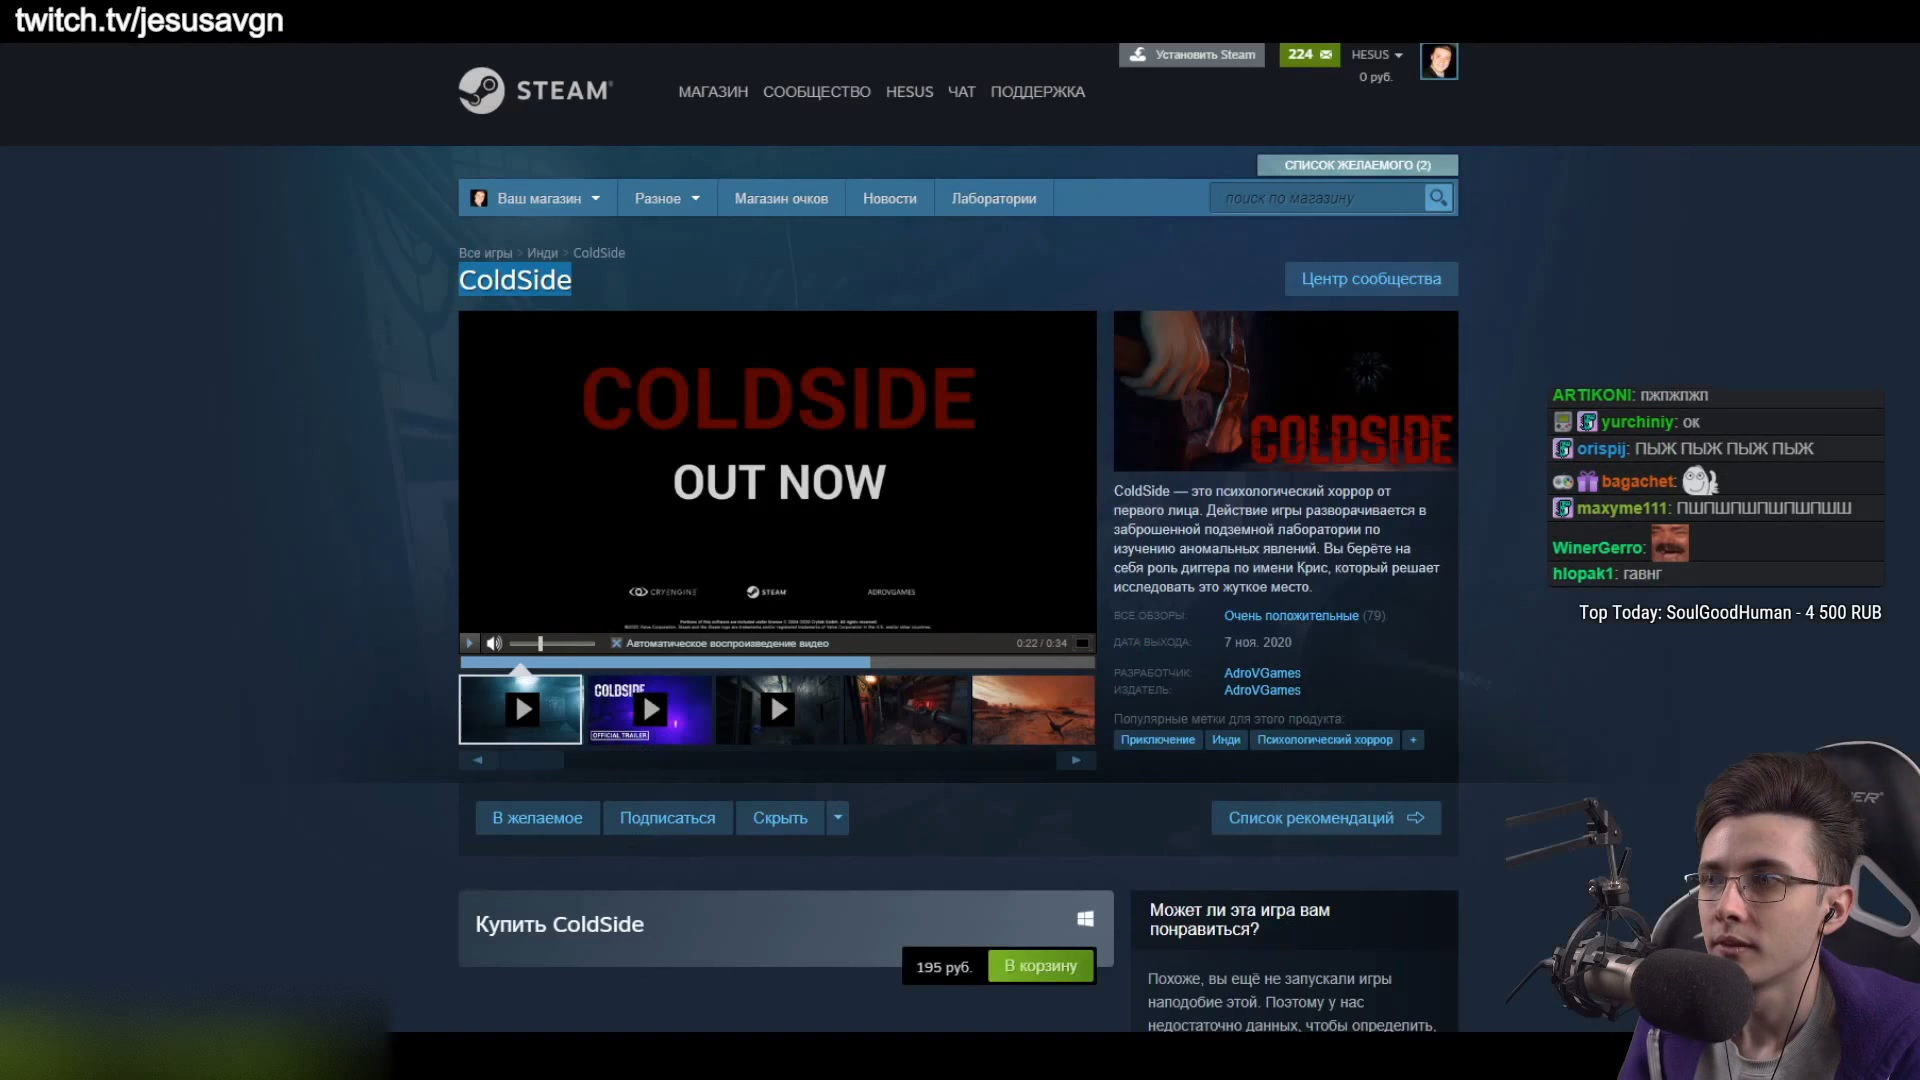 twitch.tv/jesusavgn
Установить Steam
224
HESUS
0 руб.
STEAM
МАГАЗИН СООБЩЕСТВО HESUS ЧАТ ПОДДЕРЖКА
СПИСОК ЖЕЛАЕМОГО (2)
Ваш магазин
Разное
Магазин очков
Новости
Лаборатории
поиск по магазину
Все игры > Инди > ColdSide
ColdSide
Центр сообщества
COLDSIDE
OUT NOW
CRYENGINE
STEAM
ADROVGAMES
Автоматическое воспроизведение видео
0:22 / 0:34
COLDSIDE
OFFICIAL TRAILER
COLDSIDE
ColdSide — это психологический хоррор от
первого лица. Действие игры разворачивается в
заброшенной подземной лаборатории по
изучению аномальных явлений. Вы берёте на
себя роль диггера по имени Крис, который решает
исследовать это жуткое место.
ВСЕ ОБЗОРЫ: Очень положительные (79)
ДАТА ВЫХОДА: 7 ноя. 2020
РАЗРАБОТЧИК: AdroVGames
ИЗДАТЕЛЬ: AdroVGames
Популярные метки для этого продукта:
Приключение Инди Психологический хоррор +
В желаемое
Подписаться
Скрыть
Список рекомендаций
Купить ColdSide
195 руб.
В корзину
Может ли эта игра вам
понравиться?
Похоже, вы ещё не запускали игры
наподобие этой. Поэтому у нас
недостаточно данных, чтобы определить,
ARTIKONI: пжпжпжп
yurchiniy: ок
orispij: ПЫЖ ПЫЖ ПЫЖ ПЫЖ
bagachet:
maxyme111: ПШПШПШПШПШПШШ
WinerGerro:
hlopak1: гавнг
Top Today: SoulGoodHuman - 4 500 RUB